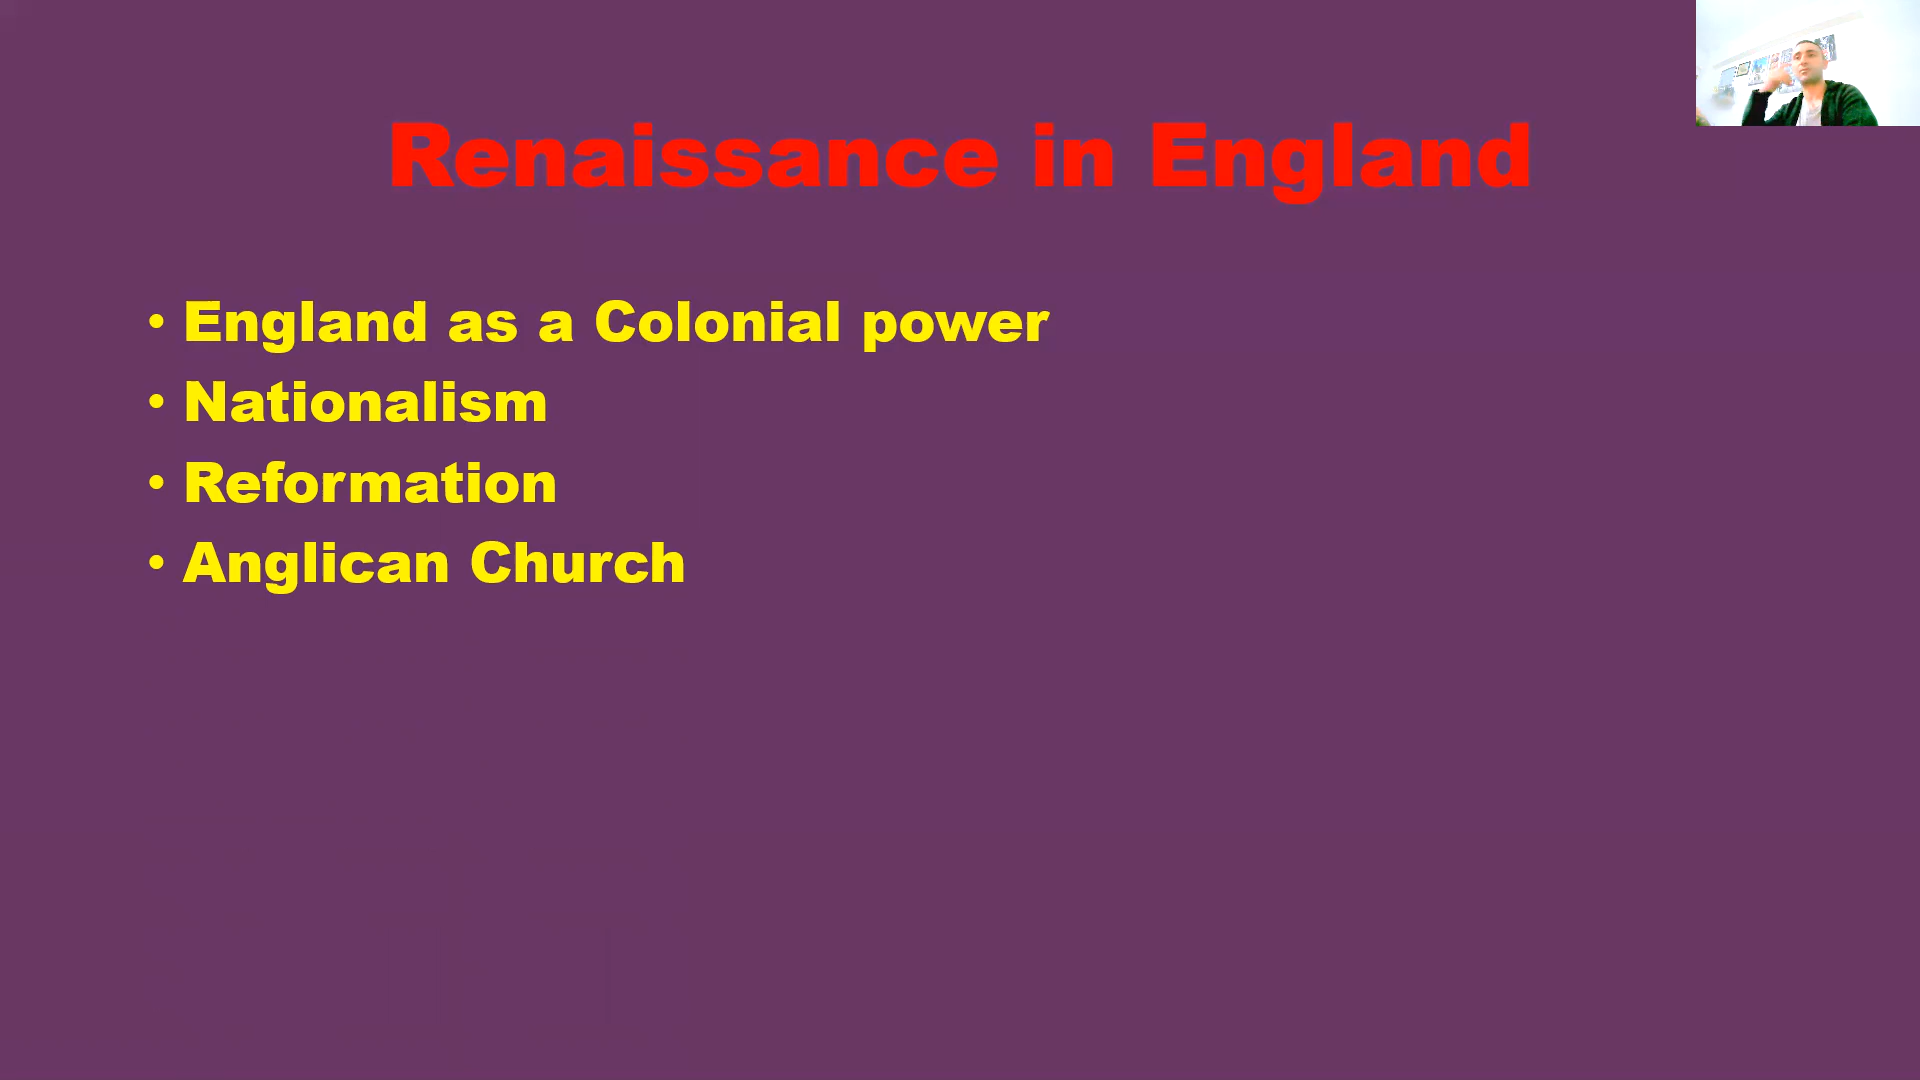 Renaissance in England
• England as a Colonial power
• Nationalism
• Reformation
• Anglican Church